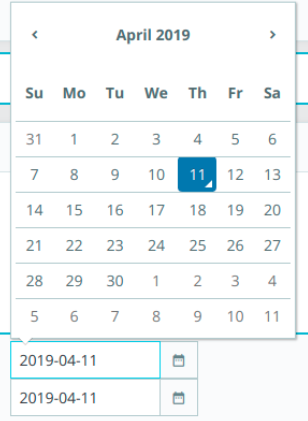 ‹ April 2019 ›
Su Mo Tu We Th Fr Sa
31 1 2 3 4 5 6
7 8 9 10 11 12 13
14 15 16 17 18 19 20
21 22 23 24 25 26 27
28 29 30 1 2 3 4
5 6 7 8 9 10 11
2019-04-11
2019-04-11